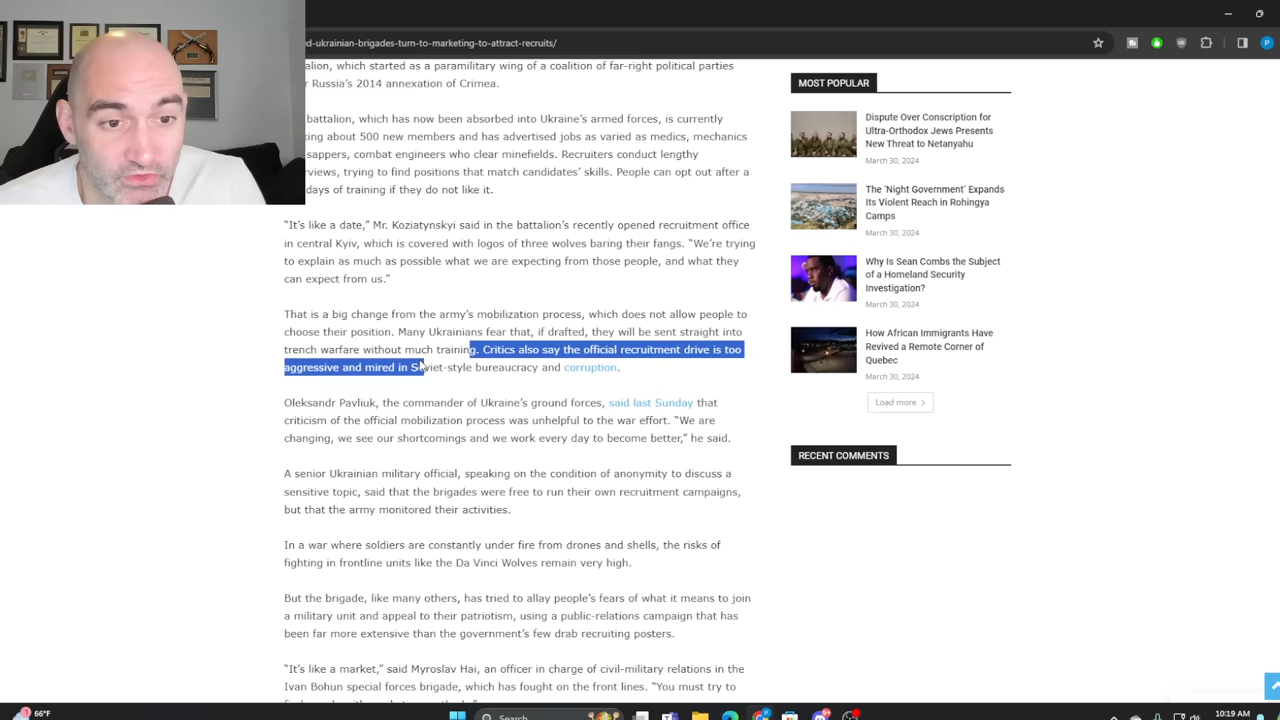 ed-ukrainian-brigades-turn-to-marketing-to-attract-recruits/
alion, which started as a paramilitary wing of a coalition of far-right political parties
r Russia's 2014 annexation of Crimea.
battalion, which has now been absorbed into Ukraine's armed forces, is currently
king about 500 new members and has advertised jobs as varied as medics, mechanics
sappers, combat engineers who clear minefields. Recruiters conduct lengthy
rviews, trying to find positions that match candidates' skills. People can opt out after a
days of training if they do not like it.
“It's like a date,” Mr. Koziatynskyi said in the battalion's recently opened recruitment office
in central Kyiv, which is covered with logos of three wolves baring their fangs. “We're trying
to explain as much as possible what we are expecting from those people, and what they
can expect from us.”
That is a big change from the army's mobilization process, which does not allow people to
choose their position. Many Ukrainians fear that, if drafted, they will be sent straight into
trench warfare without much training. Critics also say the official recruitment drive is too
aggressive and mired in Soviet-style bureaucracy and corruption.
Oleksandr Pavliuk, the commander of Ukraine's ground forces, said last Sunday that
criticism of the official mobilization process was unhelpful to the war effort. “We are
changing, we see our shortcomings and we work every day to become better,” he said.
A senior Ukrainian military official, speaking on the condition of anonymity to discuss a
sensitive topic, said that the brigades were free to run their own recruitment campaigns,
but that the army monitored their activities.
In a war where soldiers are constantly under fire from drones and shells, the risks of
fighting in frontline units like the Da Vinci Wolves remain very high.
But the brigade, like many others, has tried to allay people's fears of what it means to join
a military unit and appeal to their patriotism, using a public-relations campaign that has
been far more extensive than the government's few drab recruiting posters.
“It's like a market,” said Myroslav Hai, an officer in charge of civil-military relations in the
Ivan Bohun special forces brigade, which has fought on the front lines. “You must try to
MOST POPULAR
Dispute Over Conscription for
Ultra-Orthodox Jews Presents
New Threat to Netanyahu
March 30, 2024
The 'Night Government' Expands
Its Violent Reach in Rohingya
Camps
March 30, 2024
Why Is Sean Combs the Subject
of a Homeland Security
Investigation?
March 30, 2024
How African Immigrants Have
Revived a Remote Corner of
Quebec
March 30, 2024
Load more
RECENT COMMENTS
66°F
Search
10:19 AM